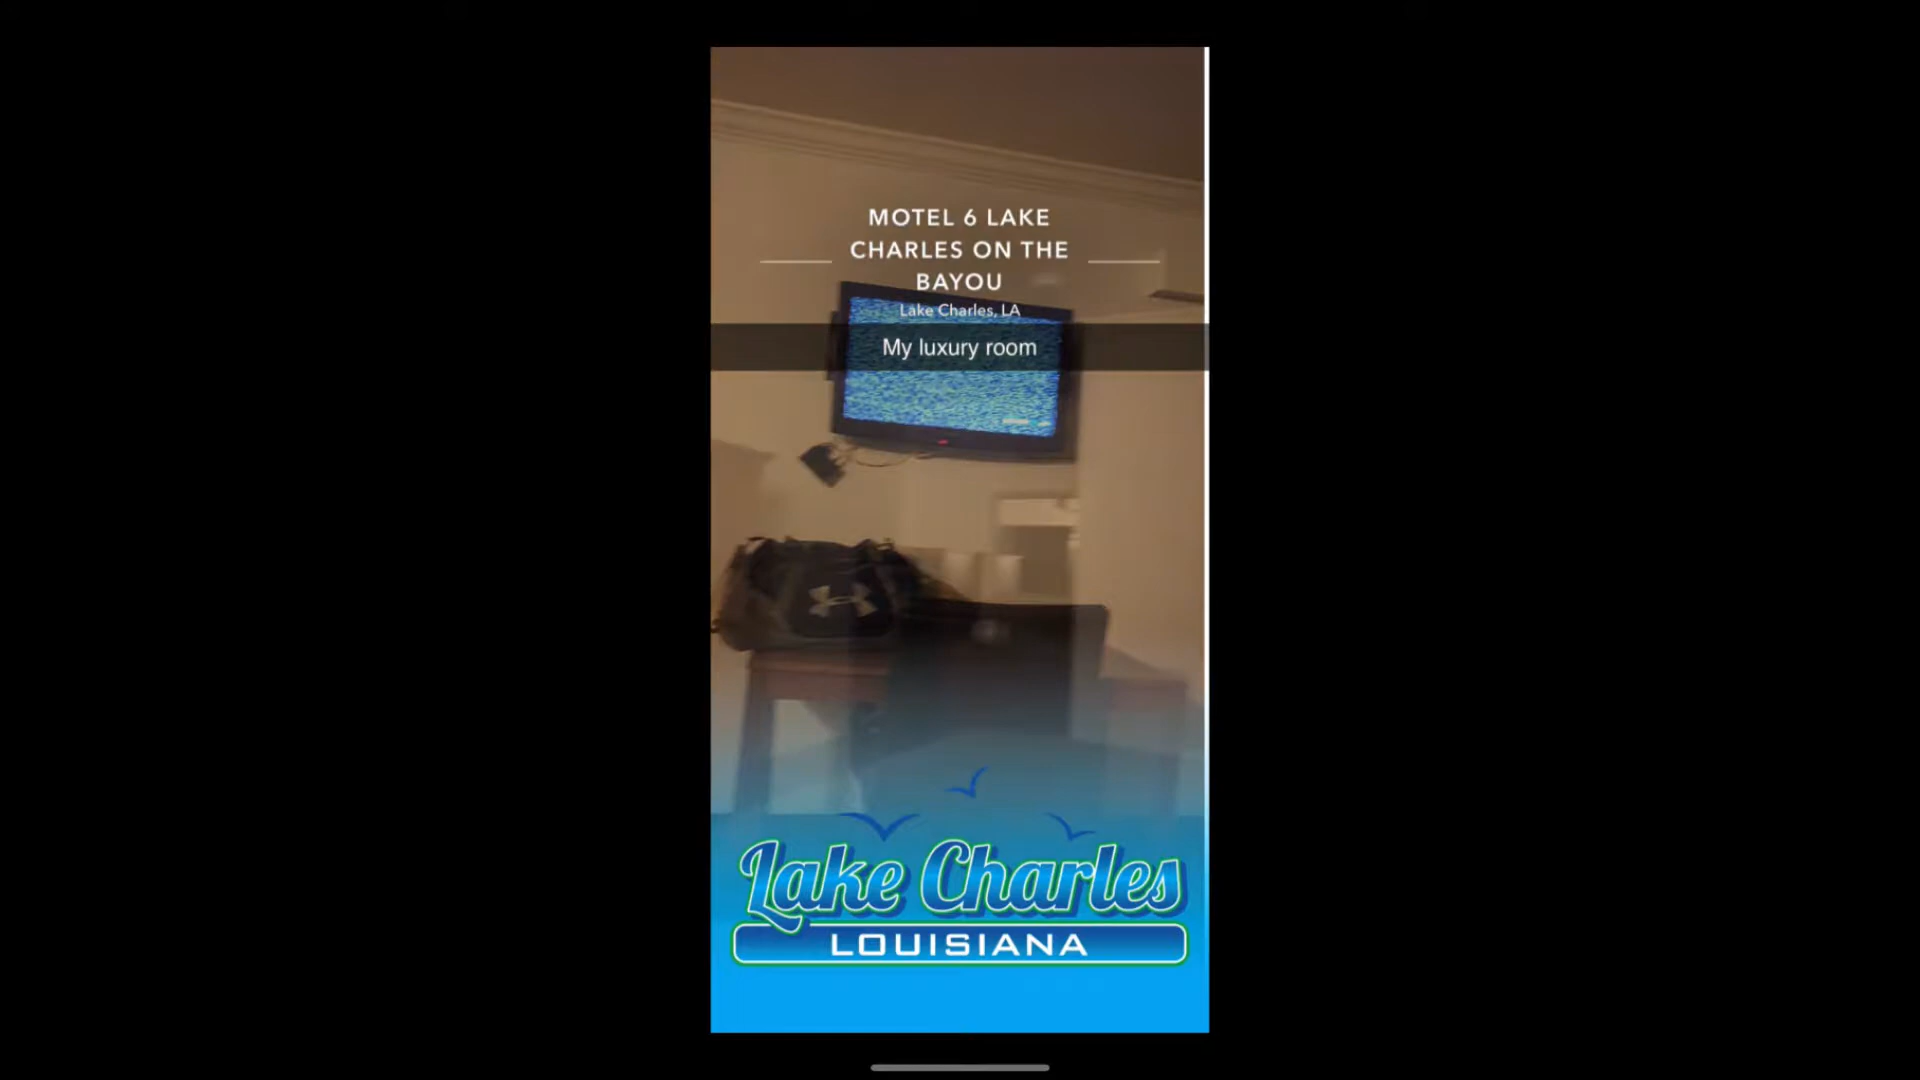 MOTEL 6 LAKE
CHARLES ON THE
BAYOU
Lake Charles, LA
My luxury room
Lake Charles
LOUISIANA